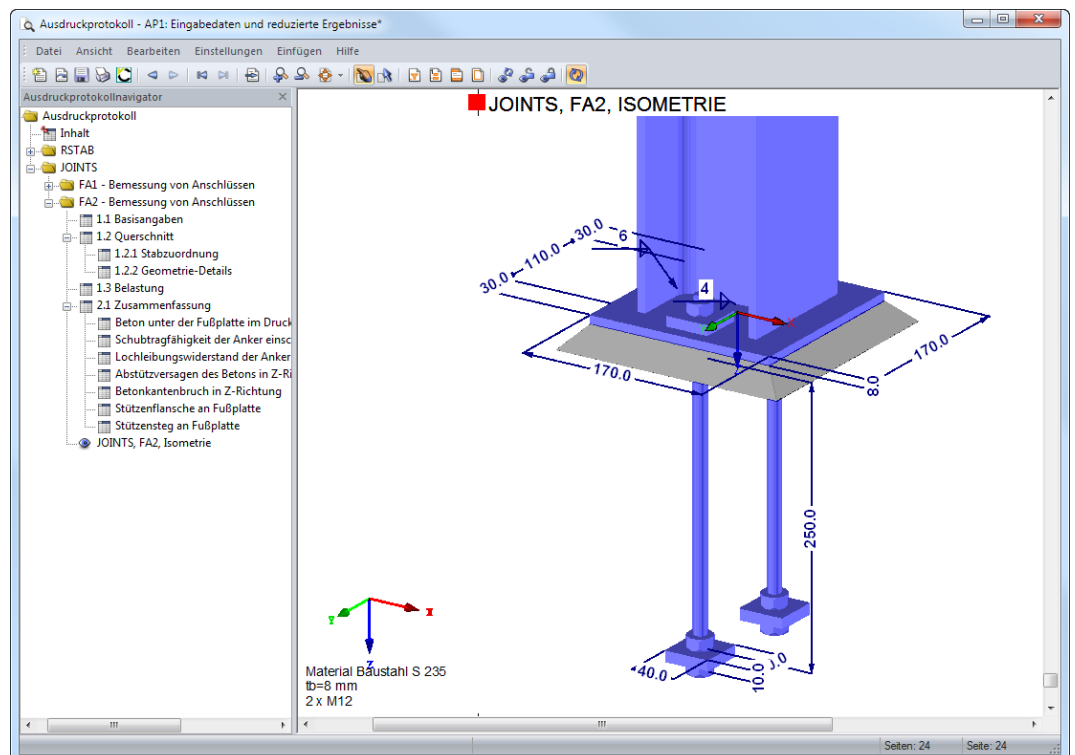 Ausdruckprotokoll - AP1: Eingabedaten und reduzierte Ergebnisse*
Datei Ansicht Bearbeiten Einstellungen Einfügen Hilfe
Ausdruckprotokollnavigator
Ausdruckprotokoll
Inhalt
RSTAB
JOINTS
FA1 - Bemessung von Anschlüssen
FA2 - Bemessung von Anschlüssen
1.1 Basisangaben
1.2 Querschnitt
1.2.1 Stabzuordnung
1.2.2 Geometrie-Details
1.3 Belastung
2.1 Zusammenfassung
Beton unter der Fußplatte im Druck
Schubtragfähigkeit der Anker einsc
Lochleibungswiderstand der Anker
Abstützversagen des Betons in Z-Ri
Betonkantenbruch in Z-Richtung
Stützenflansche an Fußplatte
Stützensteg an Fußplatte
JOINTS, FA2, Isometrie
JOINTS, FA2, ISOMETRIE
30.0
110.0
30.0
6
4
X
170.0
170.0
8.0
250.0
40.0
10.0
Y
X
Z
Material Baustahl S 235
tb=8 mm
2 x M12
Seiten: 24
Seite: 24